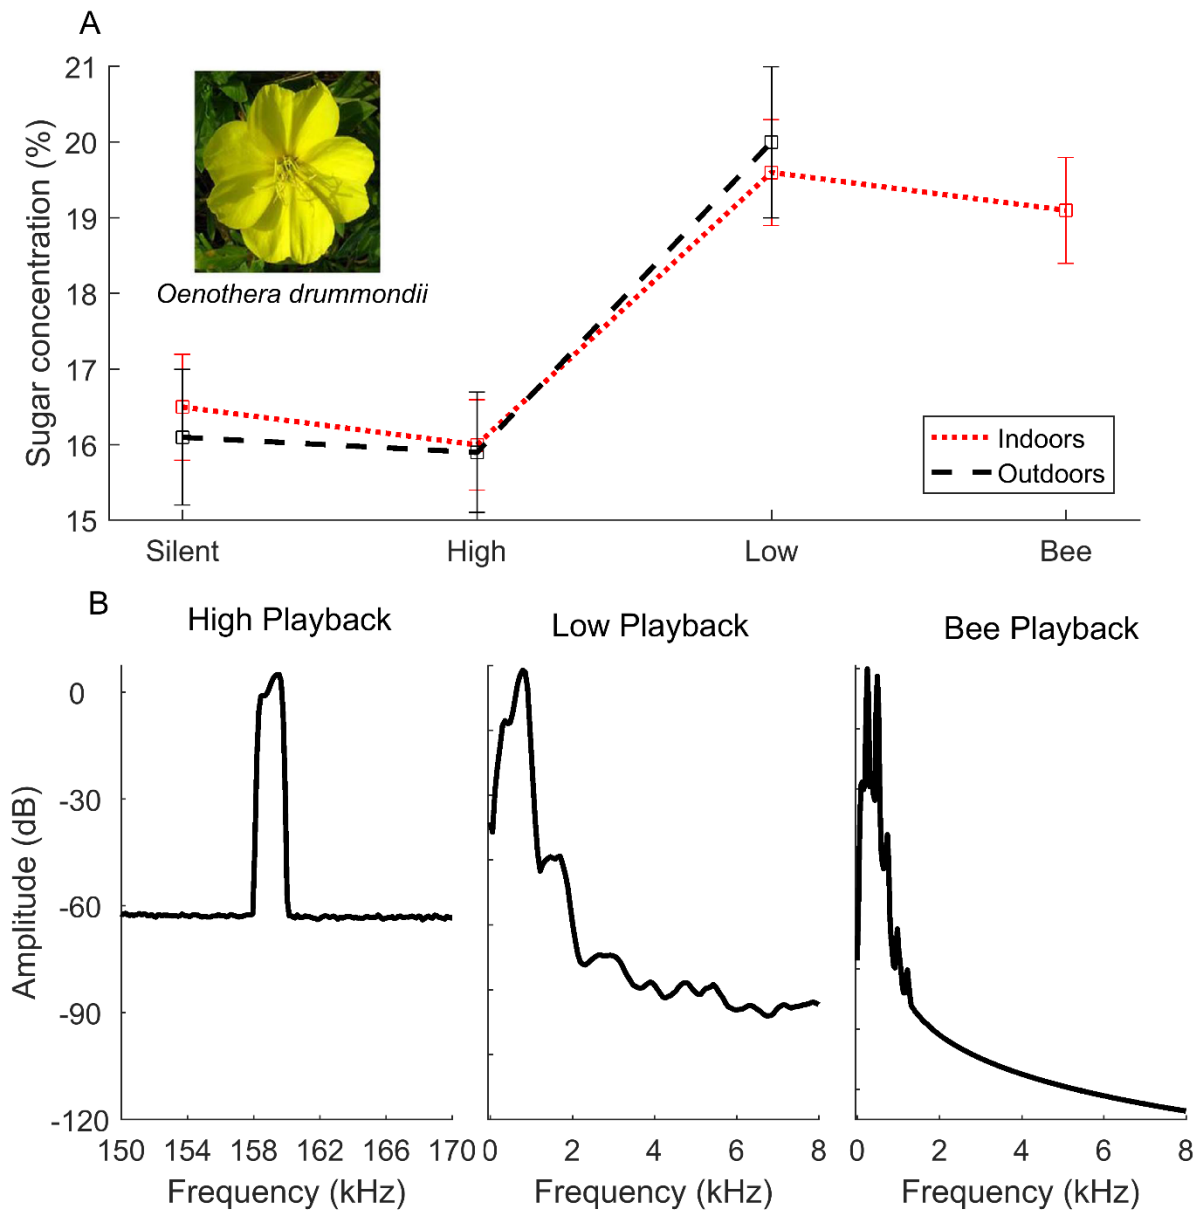 A
21
20
19
18
17
16
15
Sugar concentration (%)
Oenothera drummondii
Indoors
Outdoors
Silent High Low Bee
B
High Playback Low Playback Bee Playback
0
-30
-60
-90
-120
Amplitude (dB)
150 154 158 162 166 170 0 2 4 6 8 0 2 4 6 8
Frequency (kHz) Frequency (kHz) Frequency (kHz)